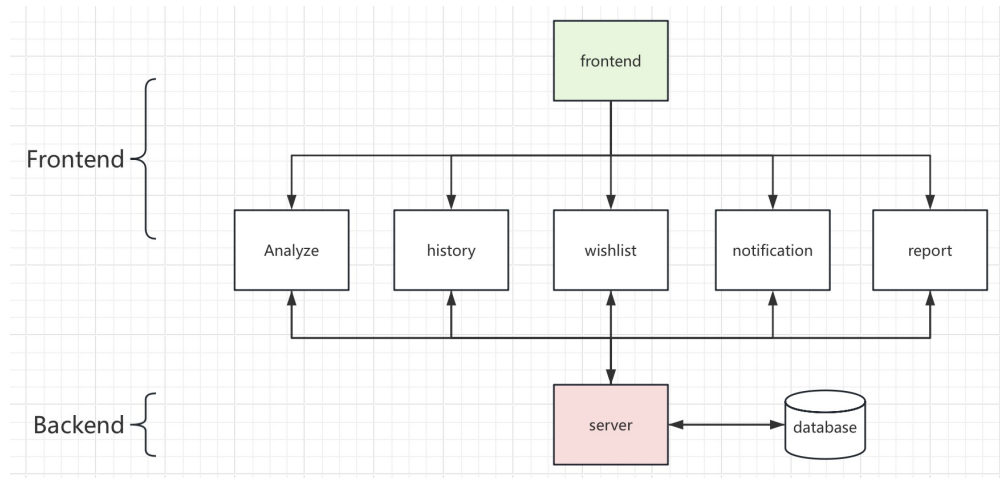 frontend
Frontend
Analyze
history
wishlist
notification
report
Backend
server
database